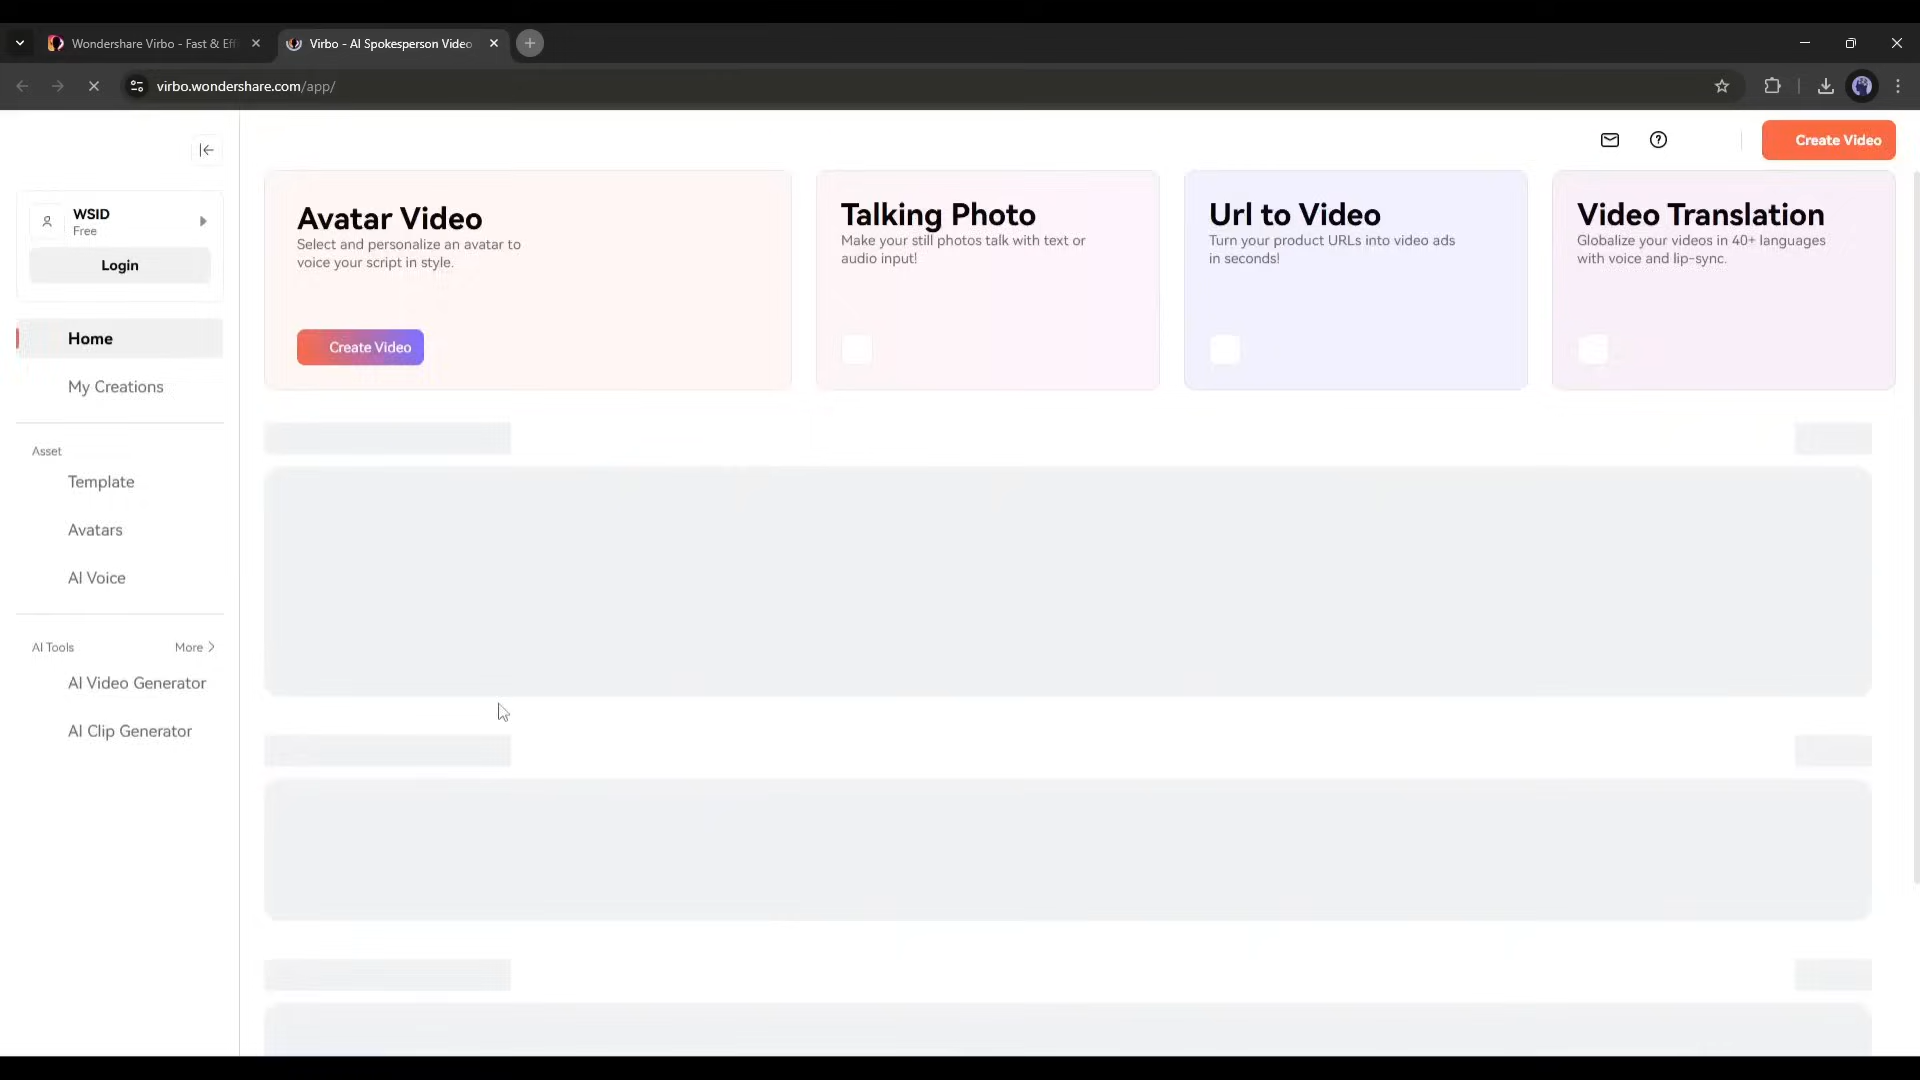 Wondershare Virbo - Fast & Eff
Virbo - AI Spokesperson Video
virbo.wondershare.com/app/
Create Video
WSID
Free
Login
Home
My Creations
Asset
Template
Avatars
AI Voice
AI Tools
More
AI Video Generator
AI Clip Generator
Avatar Video
Select and personalize an avatar to
voice your script in style.
Create Video
Talking Photo
Make your still photos talk with text or
audio input!
Url to Video
Turn your product URLs into video ads
in seconds!
Video Translation
Globalize your videos in 40+ languages
with voice and lip-sync.